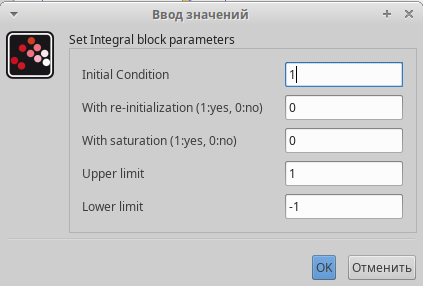 Ввод значений
Set Integral block parameters
Initial Condition 1
With re-initialization (1:yes, 0:no) 0
With saturation (1:yes, 0:no) 0
Upper limit 1
Lower limit -1
OK Отменить